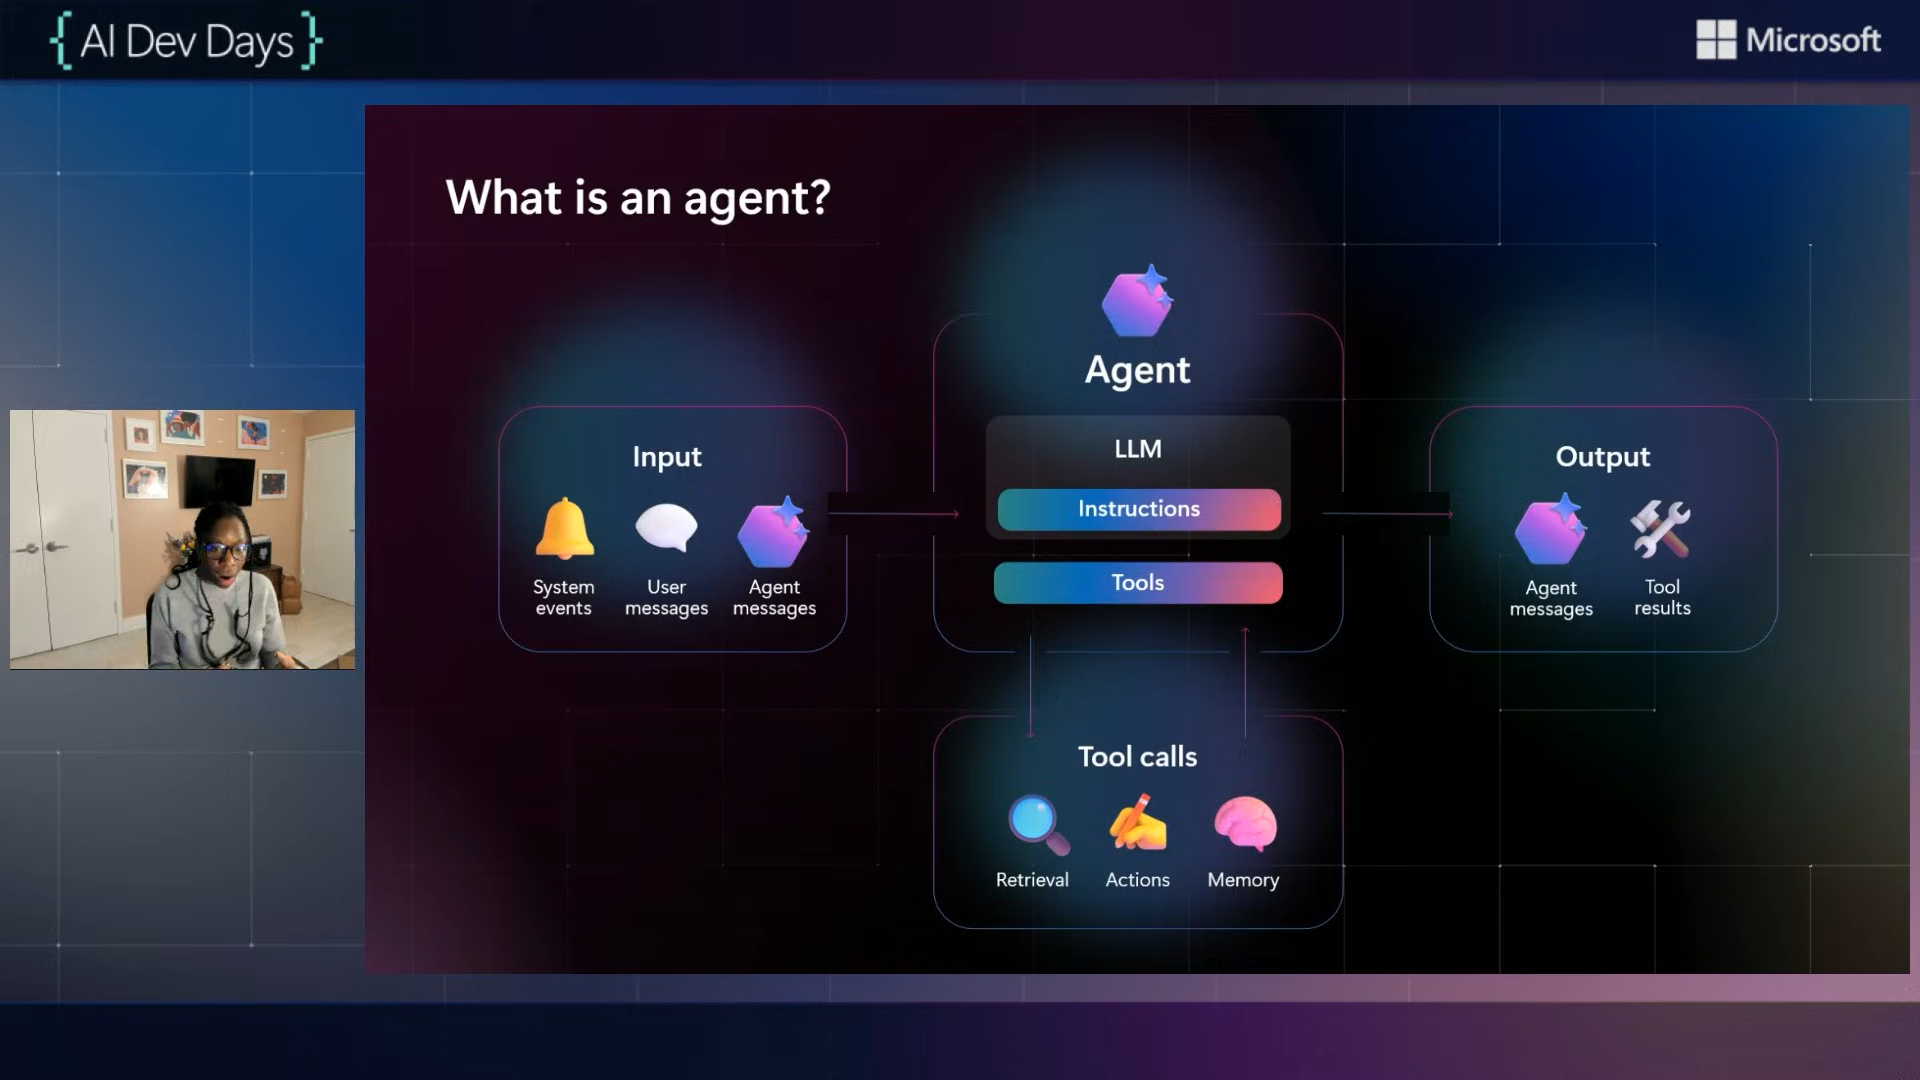 { AI Dev Days }
Microsoft
What is an agent?
Agent
LLM
Instructions
Tools
Input
System
events
User
messages
Agent
messages
Output
Agent
messages
Tool
results
Tool calls
Retrieval
Actions
Memory